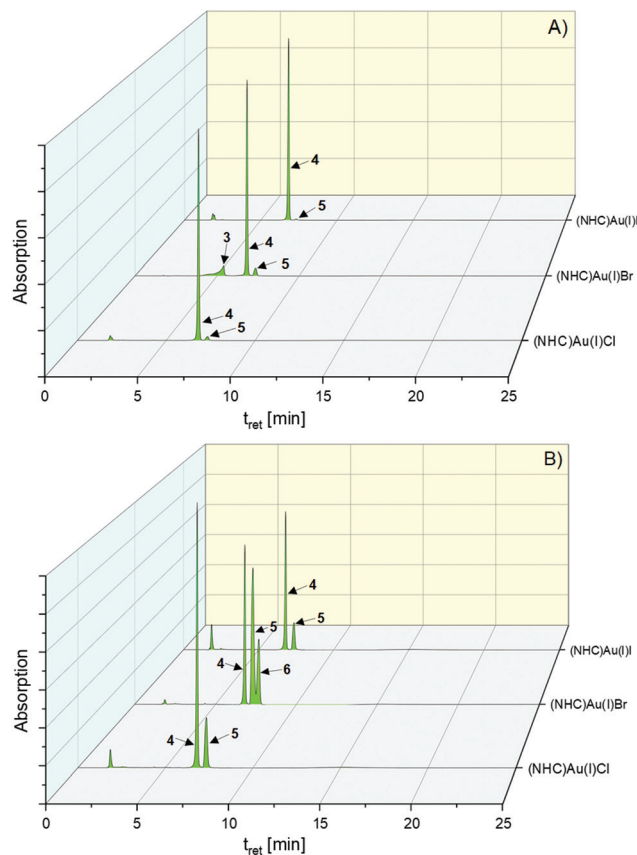 A)
4
(NHC)Au(I)I
3
4
5
(NHC)Au(I)Br
5
4
5
(NHC)Au(I)Cl
Absorption
0
5
10
15
20
25
t_ret [min]
B)
4
5
(NHC)Au(I)I
5
4
6
(NHC)Au(I)Br
4
5
(NHC)Au(I)Cl
Absorption
0
5
10
15
20
25
t_ret [min]